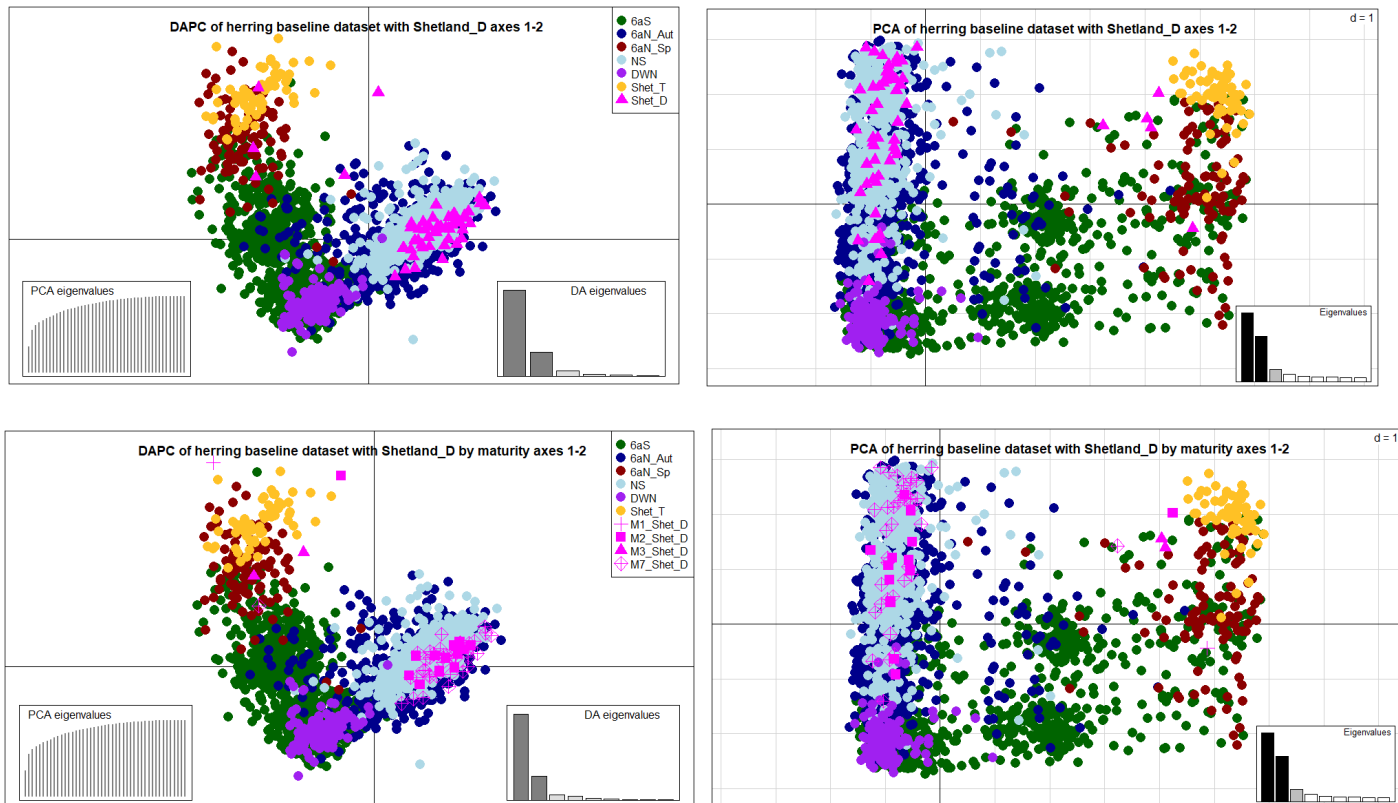 DAPC of herring baseline dataset with Shetland_D axes 1-2
6aS
6aN_Aut
6aN_Sp
NS
DWN
Shet_T
Shet_D
PCA eigenvalues
DA eigenvalues
PCA of herring baseline dataset with Shetland_D axes 1-2
d = 1
Eigenvalues
DAPC of herring baseline dataset with Shetland_D by maturity axes 1-2
6aS
6aN_Aut
6aN_Sp
NS
DWN
Shet_T
M1_Shet_D
M2_Shet_D
M3_Shet_D
M7_Shet_D
PCA eigenvalues
DA eigenvalues
PCA of herring baseline dataset with Shetland_D by maturity axes 1-2
d = 1
Eigenvalues